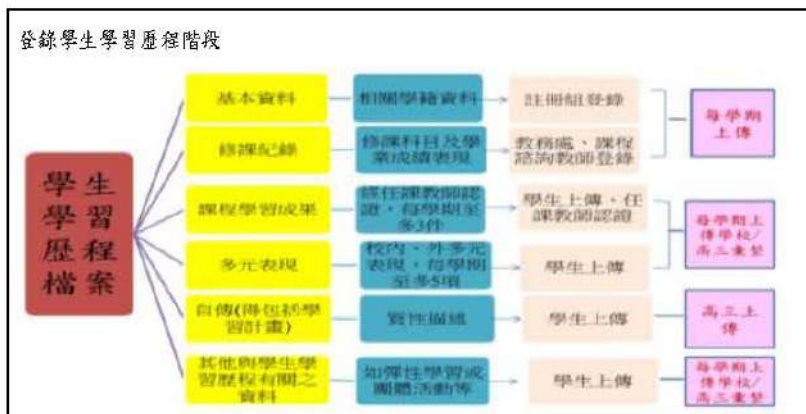 登錄學生學習歷程階段
學生
學習
歷程
檔案
基本資料
相關學籍資料
註冊組登錄
每學期
上傳
修課紀錄
修課科目及學
業成績表現
教務處、課程
諮詢教師登錄
課程學習成果
經任課教師認
證，每學期至
多3件
學生上傳、任
課教師認證
每學期上
傳學校/
高三彙整
多元表現
校內、外多元
表現，每學期
至多5項
學生上傳
自傳(得包括學
習計畫)
質性描述
學生上傳
高三上
傳
其他與學生學
習歷程有關之
資料
如彈性學習或
團體活動等
學生上傳
每學期上
傳學校/
高三彙整